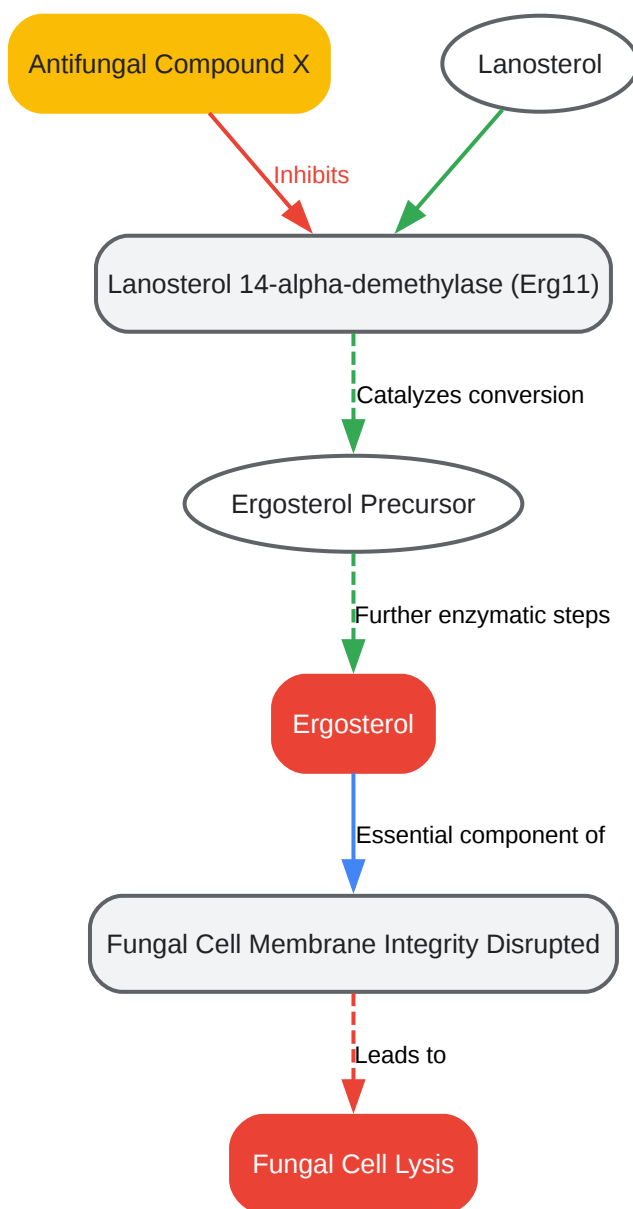 Antifungal Compound X
Lanosterol
Inhibits
Lanosterol 14-alpha-demethylase (Erg11)
Catalyzes conversion
Ergosterol Precursor
Further enzymatic steps
Ergosterol
Essential component of
Fungal Cell Membrane Integrity Disrupted
Leads to
Fungal Cell Lysis